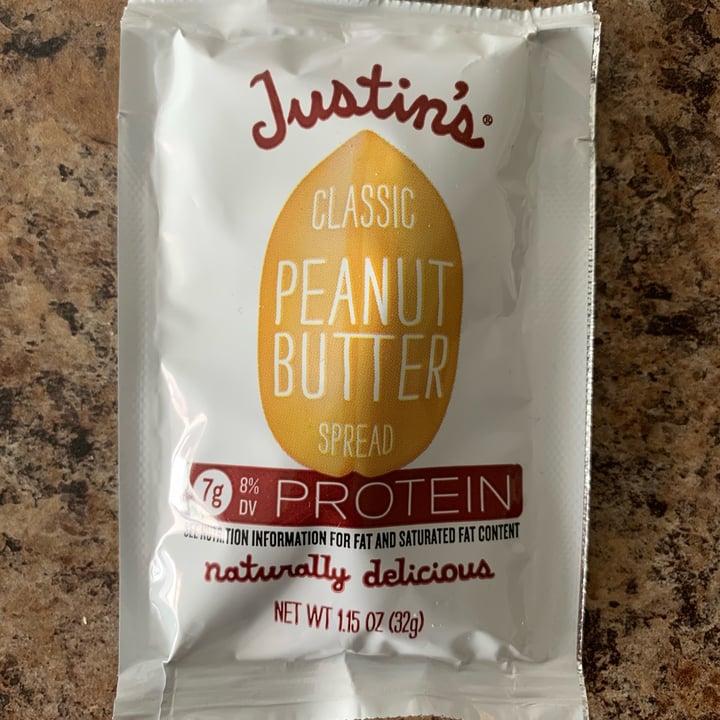 Justin's®
CLASSIC
PEANUT
BUTTER
SPREAD
7g 8% DV PROTEIN
SEE NUTRITION INFORMATION FOR FAT AND SATURATED FAT CONTENT
naturally delicious
NET WT 1.15 OZ (32g)